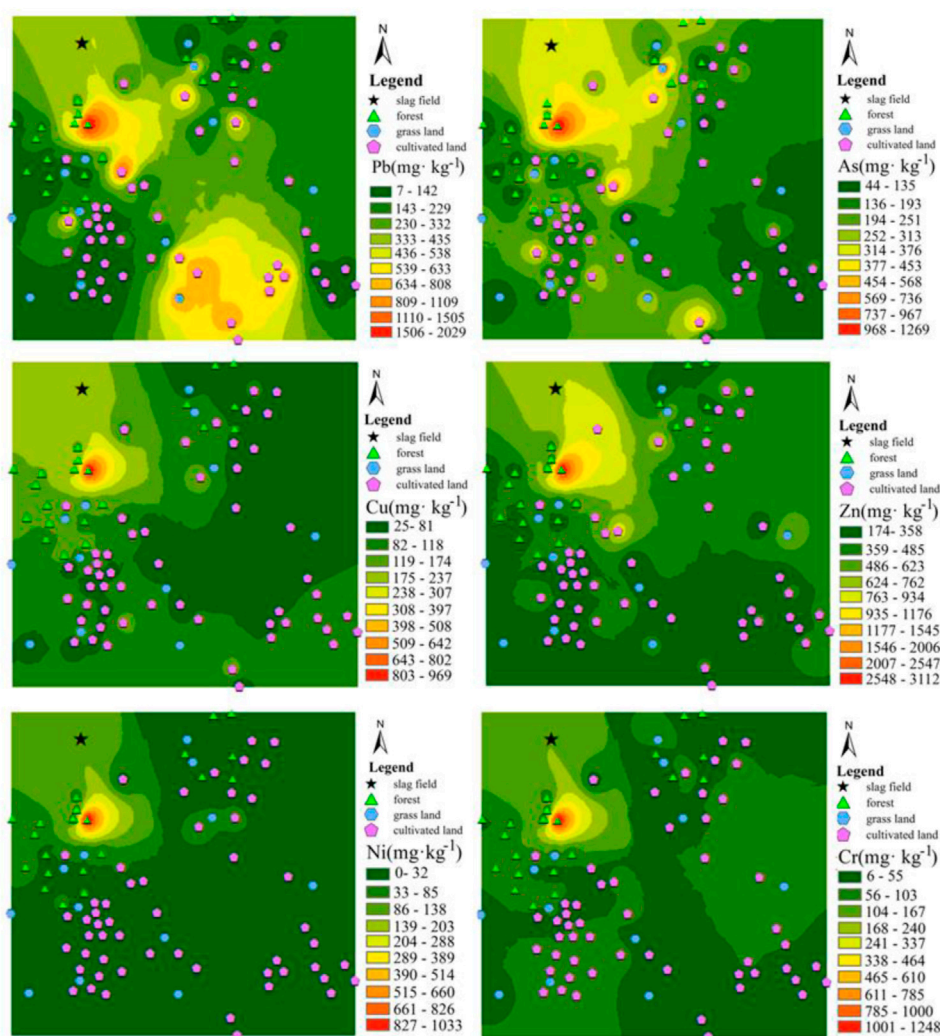 N
Legend
slag field
forest
grass land
cultivated land
Pb(mg· kg⁻¹)
7 - 142
143 - 229
230 - 332
333 - 435
436 - 538
539 - 633
634 - 808
809 - 1109
1110 - 1505
1506 - 2029
N
Legend
slag field
forest
grass land
cultivated land
As(mg· kg⁻¹)
44 - 135
136 - 193
194 - 251
252 - 313
314 - 376
377 - 453
454 - 568
569 - 736
737 - 967
968 - 1269
N
Legend
slag field
forest
grass land
cultivated land
Cu(mg· kg⁻¹)
25- 81
82 - 118
119 - 174
175 - 237
238 - 307
308 - 397
398 - 508
509 - 642
643 - 802
803 - 969
N
Legend
slag field
forest
grass land
cultivated land
Zn(mg· kg⁻¹)
174- 358
359 - 485
486 - 623
624 - 762
763 - 934
935 - 1176
1177 - 1545
1546 - 2006
2007 - 2547
2548 - 3112
N
Legend
slag field
forest
grass land
cultivated land
Ni(mg·kg⁻¹)
0- 32
33 - 85
86 - 138
139 - 203
204 - 288
289 - 389
390 - 514
515 - 660
661 - 826
827 - 1033
N
Legend
slag field
forest
grass land
cultivated land
Cr(mg· kg⁻¹)
6 - 55
56 - 103
104 - 167
168 - 240
241 - 337
338 - 464
465 - 610
611 - 785
785 - 1000
1001 - 1248